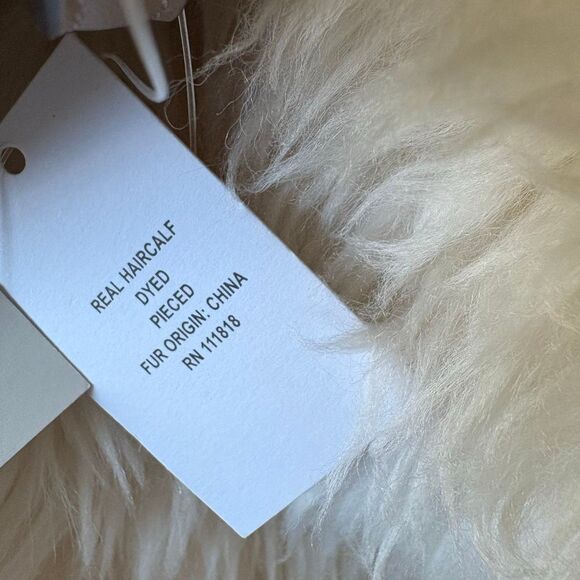 REAL HAIRCALF
DYED
PIECED
FUR ORIGIN: CHINA
RN 111818